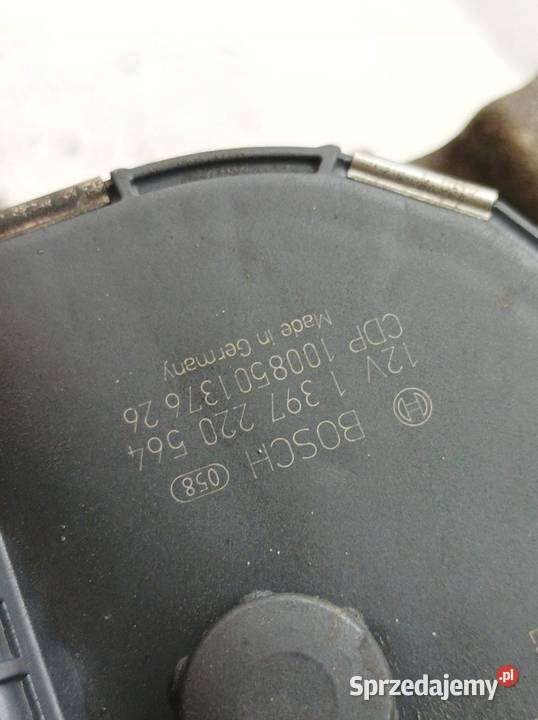 BOSCH 058
12V 1 397 220 564
CDP 1008501376 26
Made in Germany
Sprzedajemy.pl